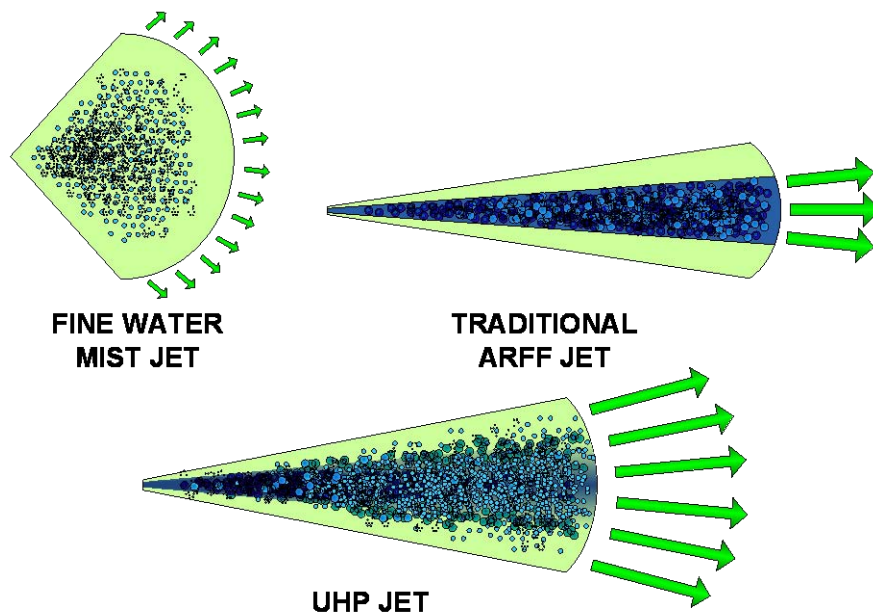 FINE WATER
MIST JET
TRADITIONAL
ARFF JET
UHP JET